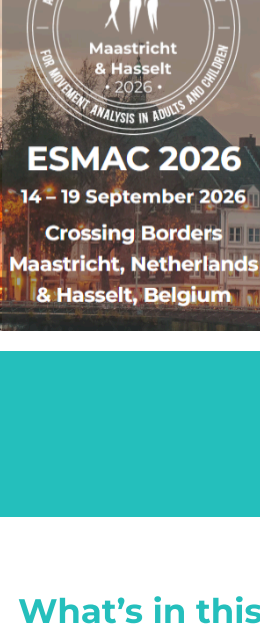 Maastricht
& Hasselt
• 2026 •
FOR MOVEMENT ANALYSIS IN ADULTS AND CHILDREN
ESMAC 2026
14 – 19 September 2026
Crossing Borders
Maastricht, Netherlands
& Hasselt, Belgium
What's in this